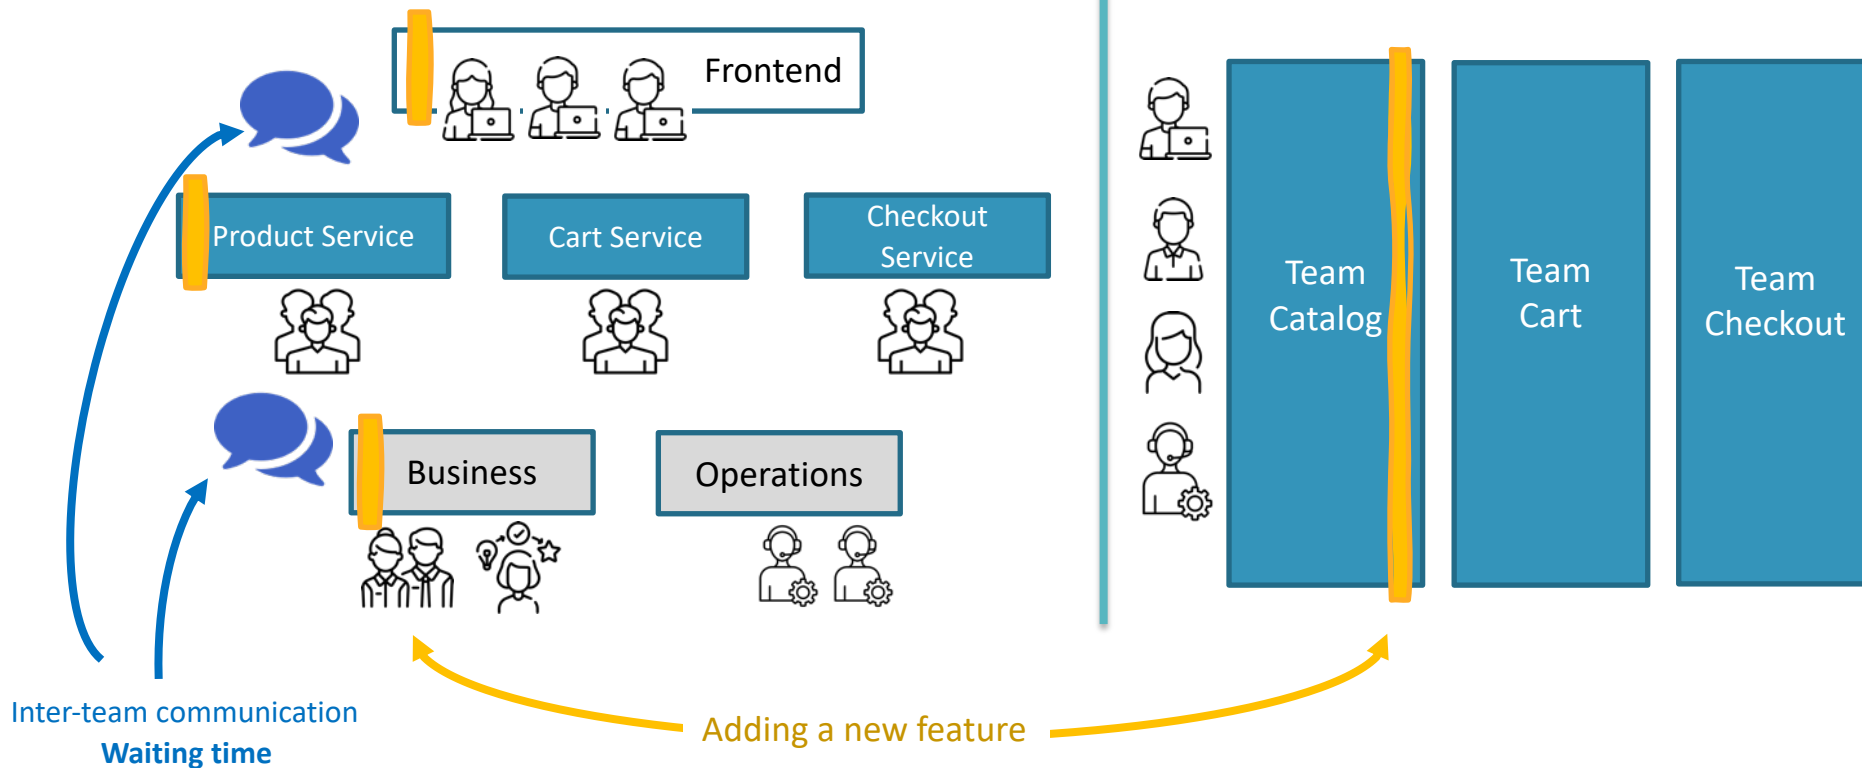 Frontend
Product Service
Cart Service
Checkout
Service
Business
Operations
Inter-team communication
Waiting time
Adding a new feature
Team
Catalog
Team
Cart
Team
Checkout